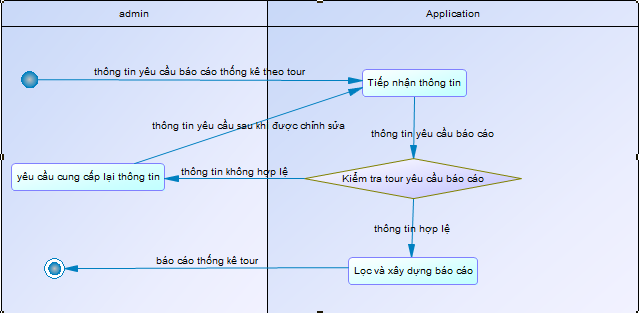 admin
Application
thông tin yêu cầu báo cáo thống kê theo tour
Tiếp nhận thông tin
thông tin yêu cầu sau khi được chỉnh sửa
thông tin yêu cầu báo cáo
yêu cầu cung cấp lại thông tin
thông tin không hợp lệ
Kiểm tra tour yêu cầu báo cáo
thông tin hợp lệ
báo cáo thống kê tour
Lọc và xây dựng báo cáo